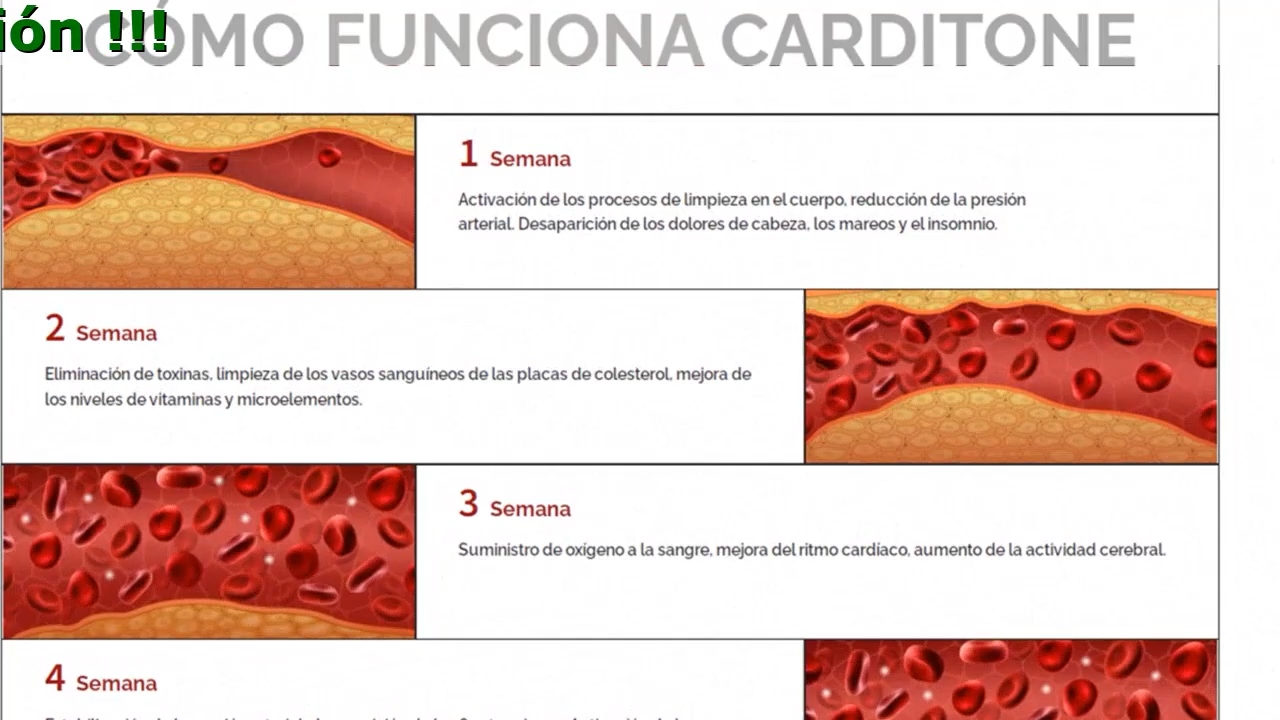 ión !!!
CÓMO FUNCIONA CARDITONE
1 Semana
Activación de los procesos de limpieza en el cuerpo, reducción de la presión
arterial. Desaparición de los dolores de cabeza, los mareos y el insomnio.
2 Semana
Eliminación de toxinas, limpieza de los vasos sanguíneos de las placas de colesterol, mejora de
los niveles de vitaminas y microelementos.
3 Semana
Suministro de oxígeno a la sangre, mejora del ritmo cardíaco, aumento de la actividad cerebral.
4 Semana